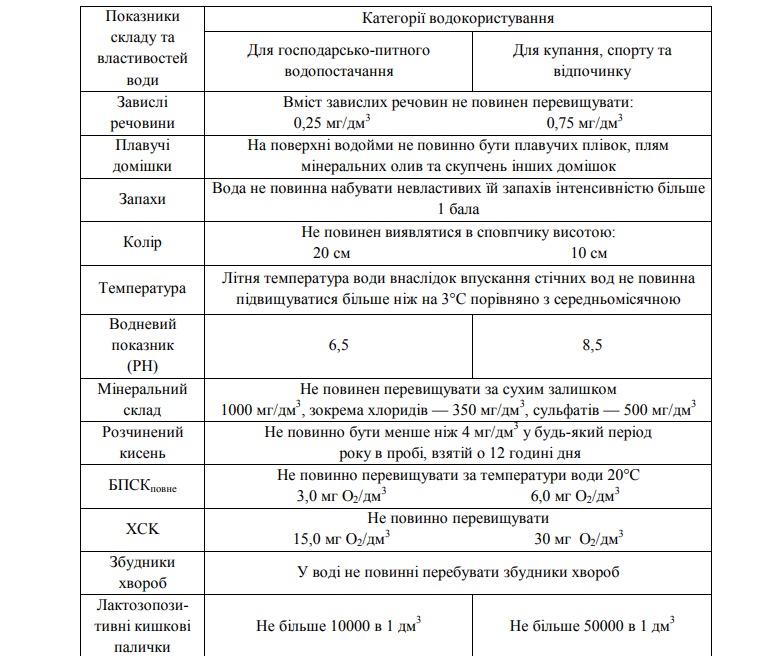 Показники складу та властивостей води
Категорії водокористування
Для господарсько-питного водопостачання
Для купання, спорту та відпочинку
Завислі речовини
Вміст завислих речовин не повинен перевищувати:
0,25 мг/дм³ 0,75 мг/дм³
Плавучі домішки
На поверхні водойми не повинно бути плавучих плівок, плям
мінеральних олив та скупчень інших домішок
Запахи
Вода не повинна набувати невластивих їй запахів інтенсивністю більше
1 бала
Колір
Не повинен виявлятися в сповпчику висотою:
20 см 10 см
Температура
Літня температура води внаслідок впускання стічних вод не повинна
підвищуватися більше ніж на 3°С порівняно з середньомісячною
Водневий показник (РН)
6,5
8,5
Мінеральний склад
Не повинен перевищувати за сухим залишком
1000 мг/дм³, зокрема хлоридів — 350 мг/дм³, сульфатів — 500 мг/дм³
Розчинений кисень
Не повинно бути менше ніж 4 мг/дм³ у будь-який період
року в пробі, взятій о 12 годині дня
БПСКповне
Не повинно перевищувати за температури води 20°С
3,0 мг О₂/дм³ 6,0 мг О₂/дм³
ХСК
Не повинно перевищувати
15,0 мг О₂/дм³ 30 мг О₂/дм³
Збудники хвороб
У воді не повинні перебувати збудники хвороб
Лактозопози-
тивні кишкові
палички
Не більше 10000 в 1 дм³
Не більше 50000 в 1 дм³